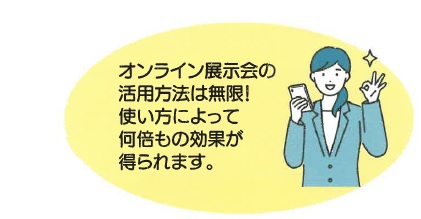 オンライン展示会の
活用方法は無限!
使い方によって
何倍もの効果が
得られます。